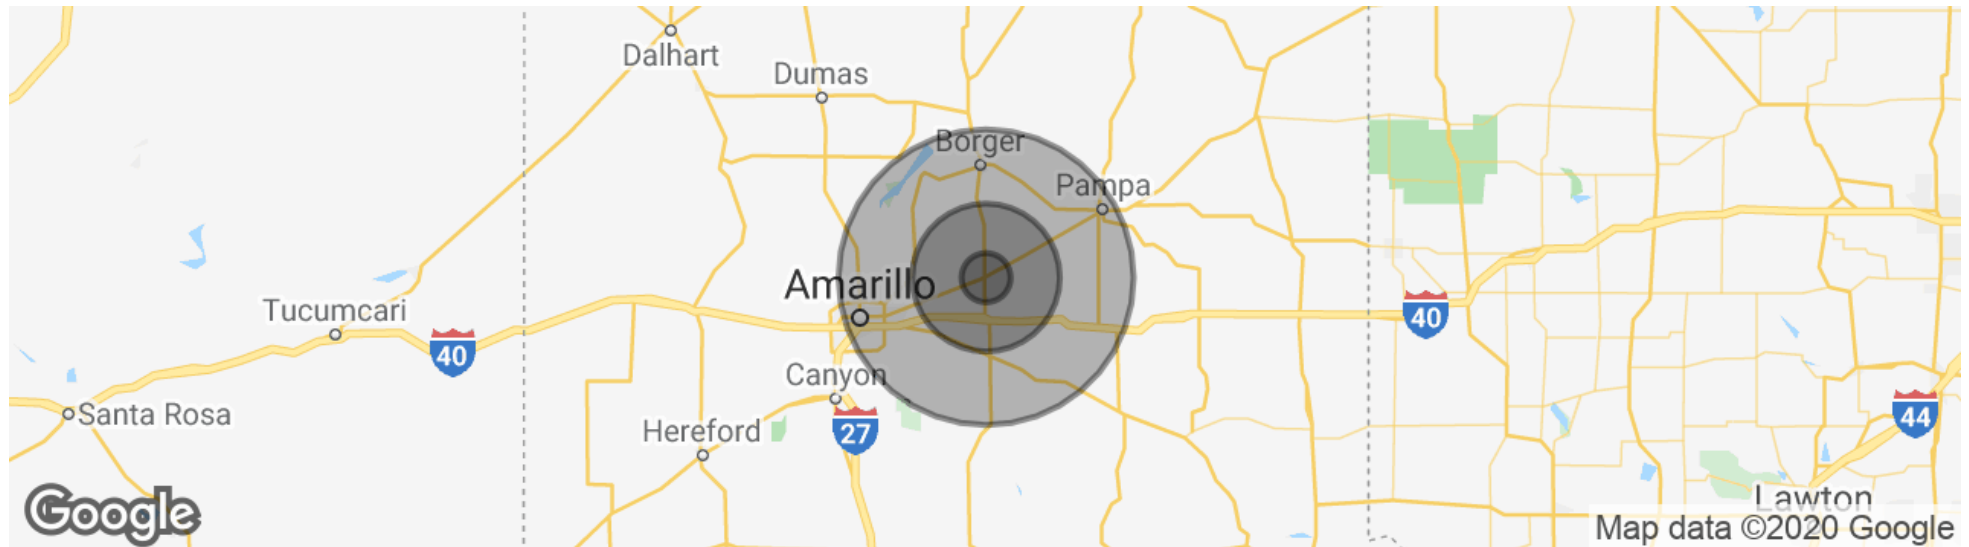 Dalhart
Dumas
Borger
Pampa
Amarillo
Tucumcari
40
40
Canyon
Santa Rosa
Hereford
27
44
Lawton
Google
Map data ©2020 Google